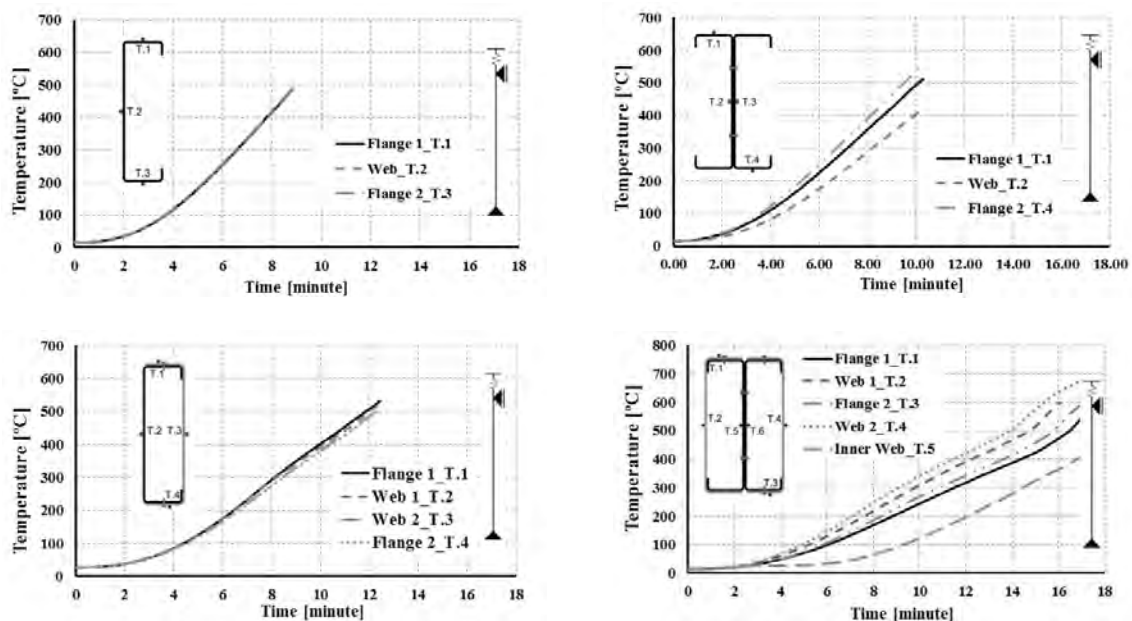 700
600
500
400
300
200
100
0
Temperature [ºC]
T.1
T.2
T.3
Flange 1_T.1
Web_T.2
Flange 2_T.3
0 2 4 6 8 10 12 14 16 18
Time [minute]
700
600
500
400
300
200
100
0
Temperature [ºC]
T.1
T.2 T.3
T.4
Flange 1_T.1
Web_T.2
Flange 2_T.4
0.00 2.00 4.00 6.00 8.00 10.00 12.00 14.00 16.00 18.00
Time [minute]
700
600
500
400
300
200
100
0
Temperature [ºC]
T.1
T.2 T.3
T.4
Flange 1_T.1
Web 1_T.2
Web 2_T.3
Flange 2_T.4
0 2 4 6 8 10 12 14 16 18
Time [minute]
800
700
600
500
400
300
200
100
0
Temperature [ºC]
T.1
T.2 T.5 T.6 T.4
T.3
Flange 1_T.1
Web 1_T.2
Flange 2_T.3
Web 2_T.4
Inner Web_T.5
0 2 4 6 8 10 12 14 16 18
Time [minute]